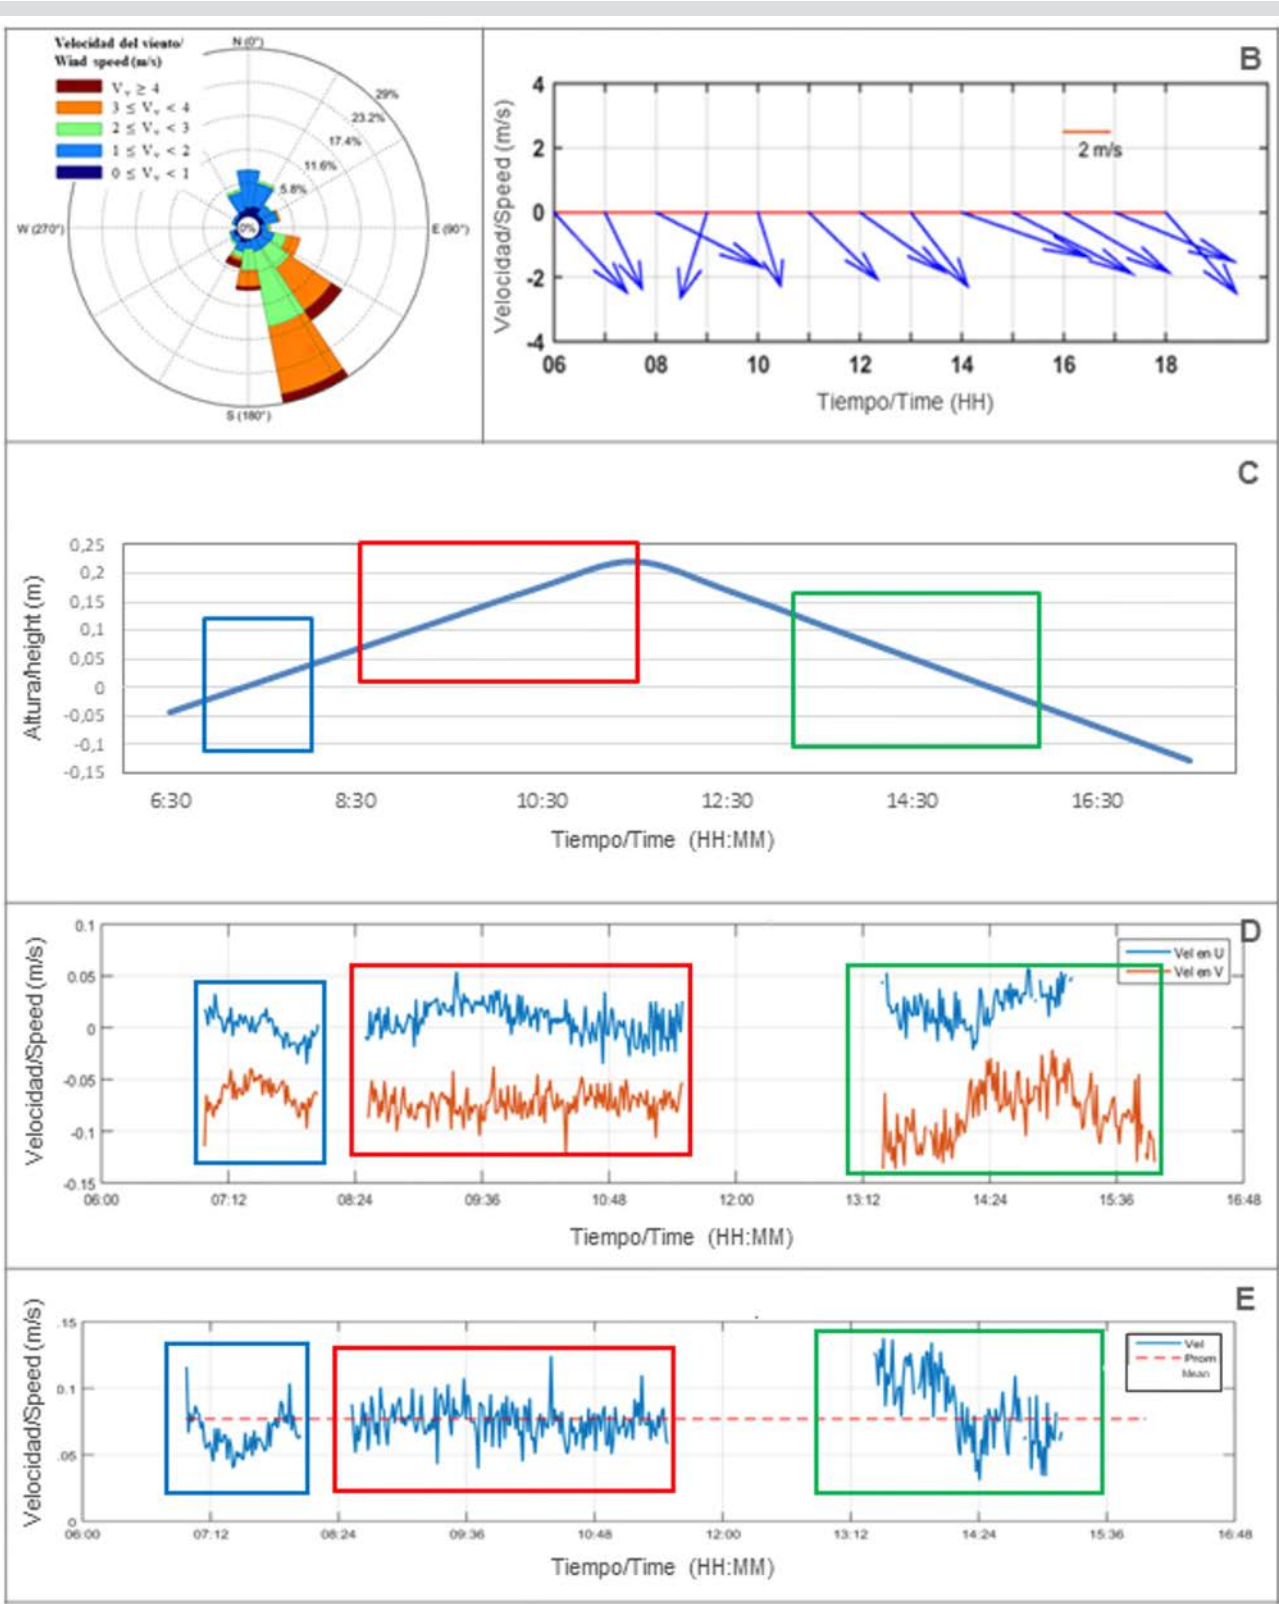 Velocidad del viento/
Wind speed (m/s)
Vᵥ ≥ 4
3 ≤ Vᵥ < 4
2 ≤ Vᵥ < 3
1 ≤ Vᵥ < 2
0 ≤ Vᵥ < 1
N (0°)
29%
23.2%
17.4%
11.6%
5.8%
0%
W (270°)
E (90°)
S (180°)
B
Velocidad/Speed (m/s)
4
2
0
-2
-4
2 m/s
06 08 10 12 14 16 18
Tiempo/Time (HH)
C
Altura/height (m)
0,25
0,2
0,15
0,1
0,05
0
-0,05
-0,1
-0,15
6:30 8:30 10:30 12:30 14:30 16:30
Tiempo/Time (HH:MM)
D
Velocidad/Speed (m/s)
0.1
0.05
0
-0.05
-0.1
-0.15
Vel en U
Vel en V
06:00 07:12 08:24 09:36 10:48 12:00 13:12 14:24 15:36 16:48
Tiempo/Time (HH:MM)
E
Velocidad/Speed (m/s)
.15
0.1
.05
0
Vel
Prom
Mean
06:00 07:12 08:24 09:36 10:48 12:00 13:12 14:24 15:36 16:48
Tiempo/Time (HH:MM)